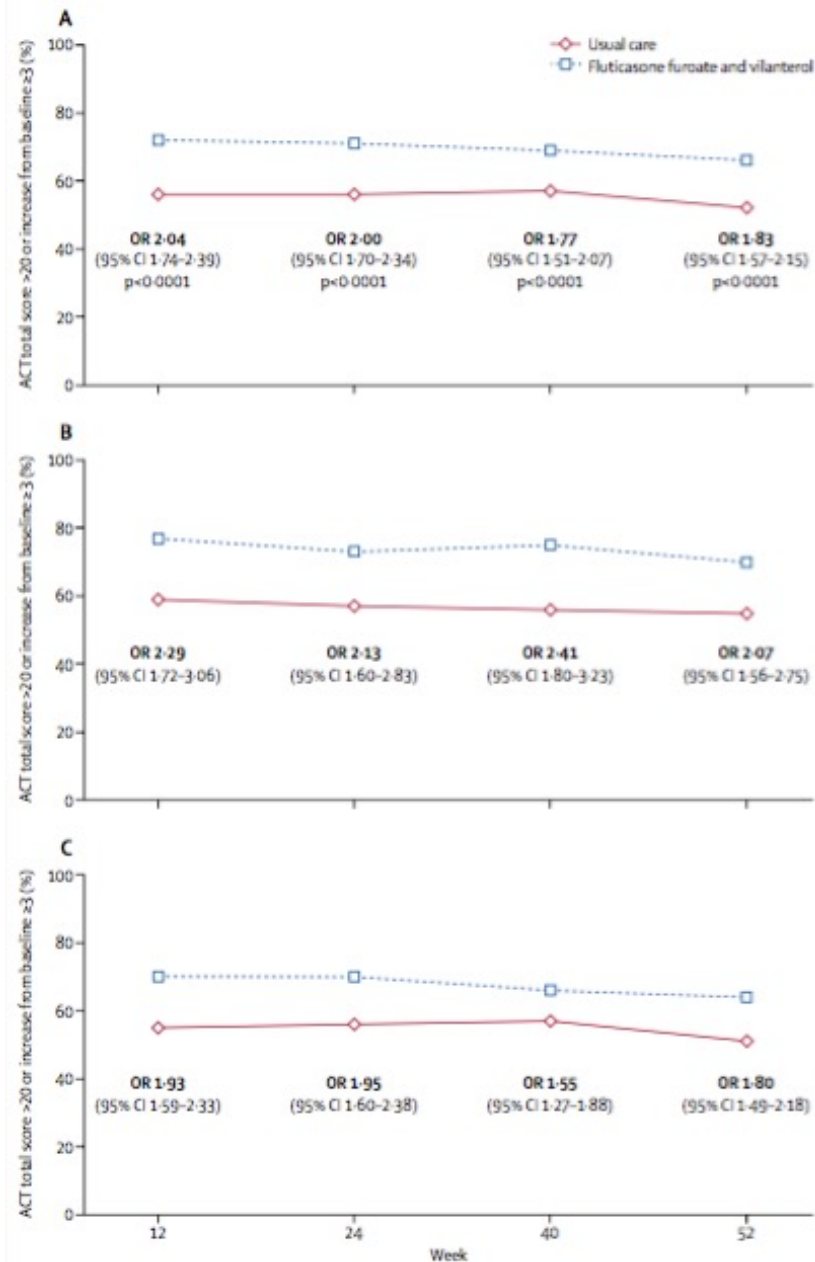 A
Usual care
Fluticasone furoate and vilanterol
ACT total score >20 or increase from baseline ≥3 (%)
100
80
60
40
20
0
OR 2·04
(95% CI 1·74–2·39)
p<0·0001
OR 2·00
(95% CI 1·70–2·34)
p<0·0001
OR 1·77
(95% CI 1·51–2·07)
p<0·0001
OR 1·83
(95% CI 1·57–2·15)
p<0·0001
B
ACT total score >20 or increase from baseline ≥3 (%)
100
80
60
40
20
0
OR 2·29
(95% CI 1·72–3·06)
OR 2·13
(95% CI 1·60–2·83)
OR 2·41
(95% CI 1·80–3·23)
OR 2·07
(95% CI 1·56–2·75)
C
ACT total score >20 or increase from baseline ≥3 (%)
100
80
60
40
20
0
OR 1·93
(95% CI 1·59–2·33)
OR 1·95
(95% CI 1·60–2·38)
OR 1·55
(95% CI 1·27–1·88)
OR 1·80
(95% CI 1·49–2·18)
12
24
40
52
Week